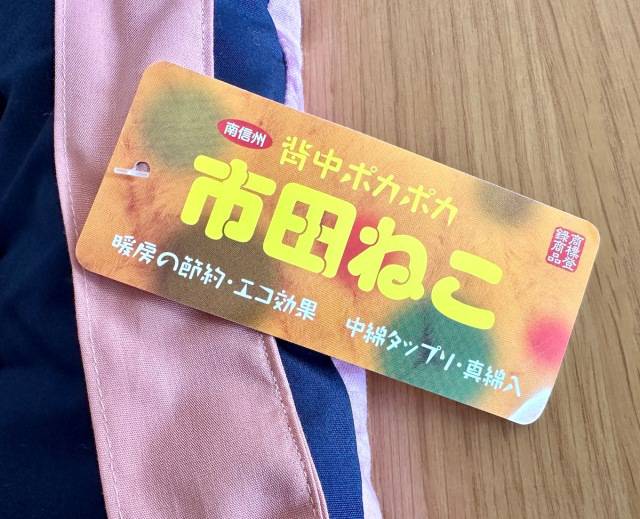 南信州
背中ポカポカ
市田ねこ
暖房の節約・エコ効果
中綿タップリ・真綿入
商標登
録商品